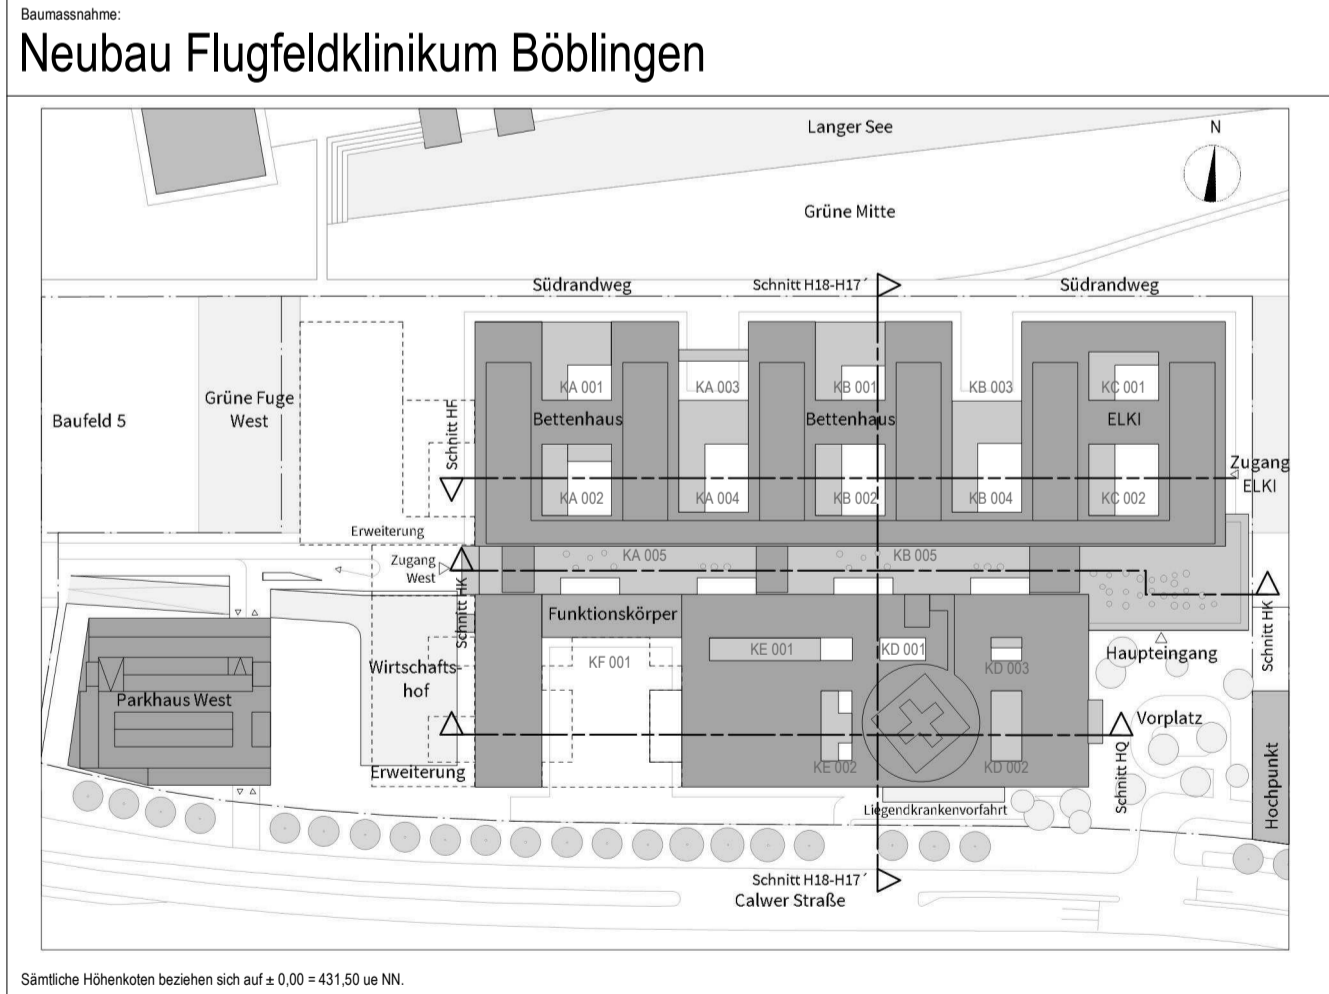 Baumassnahme:
Neubau Flugfeldklinikum Böblingen
Langer See
N
Grüne Mitte
Südrandweg
Schnitt H18-H17´
Südrandweg
KA 001
KA 003
KB 001
KB 003
KC 001
Grüne Fuge
West
Baufeld 5
Bettenhaus
Bettenhaus
ELKI
Schnitt HF
Zugang
ELKI
KA 002
KA 004
KB 002
KB 004
KC 002
Erweiterung
Zugang
West
KA 005
KB 005
Schnitt HK
Schnitt HK
Funktionskörper
KF 001
KE 001
KD 001
KD 003
Haupteingang
Wirtschafts-
hof
Parkhaus West
Vorplatz
Erweiterung
KE 002
KD 002
Schnitt HQ
Hochpunkt
Liegendkrankenvorfahrt
Schnitt H18-H17´
Calwer Straße
Sämtliche Höhenkoten beziehen sich auf ± 0,00 = 431,50 ue NN.